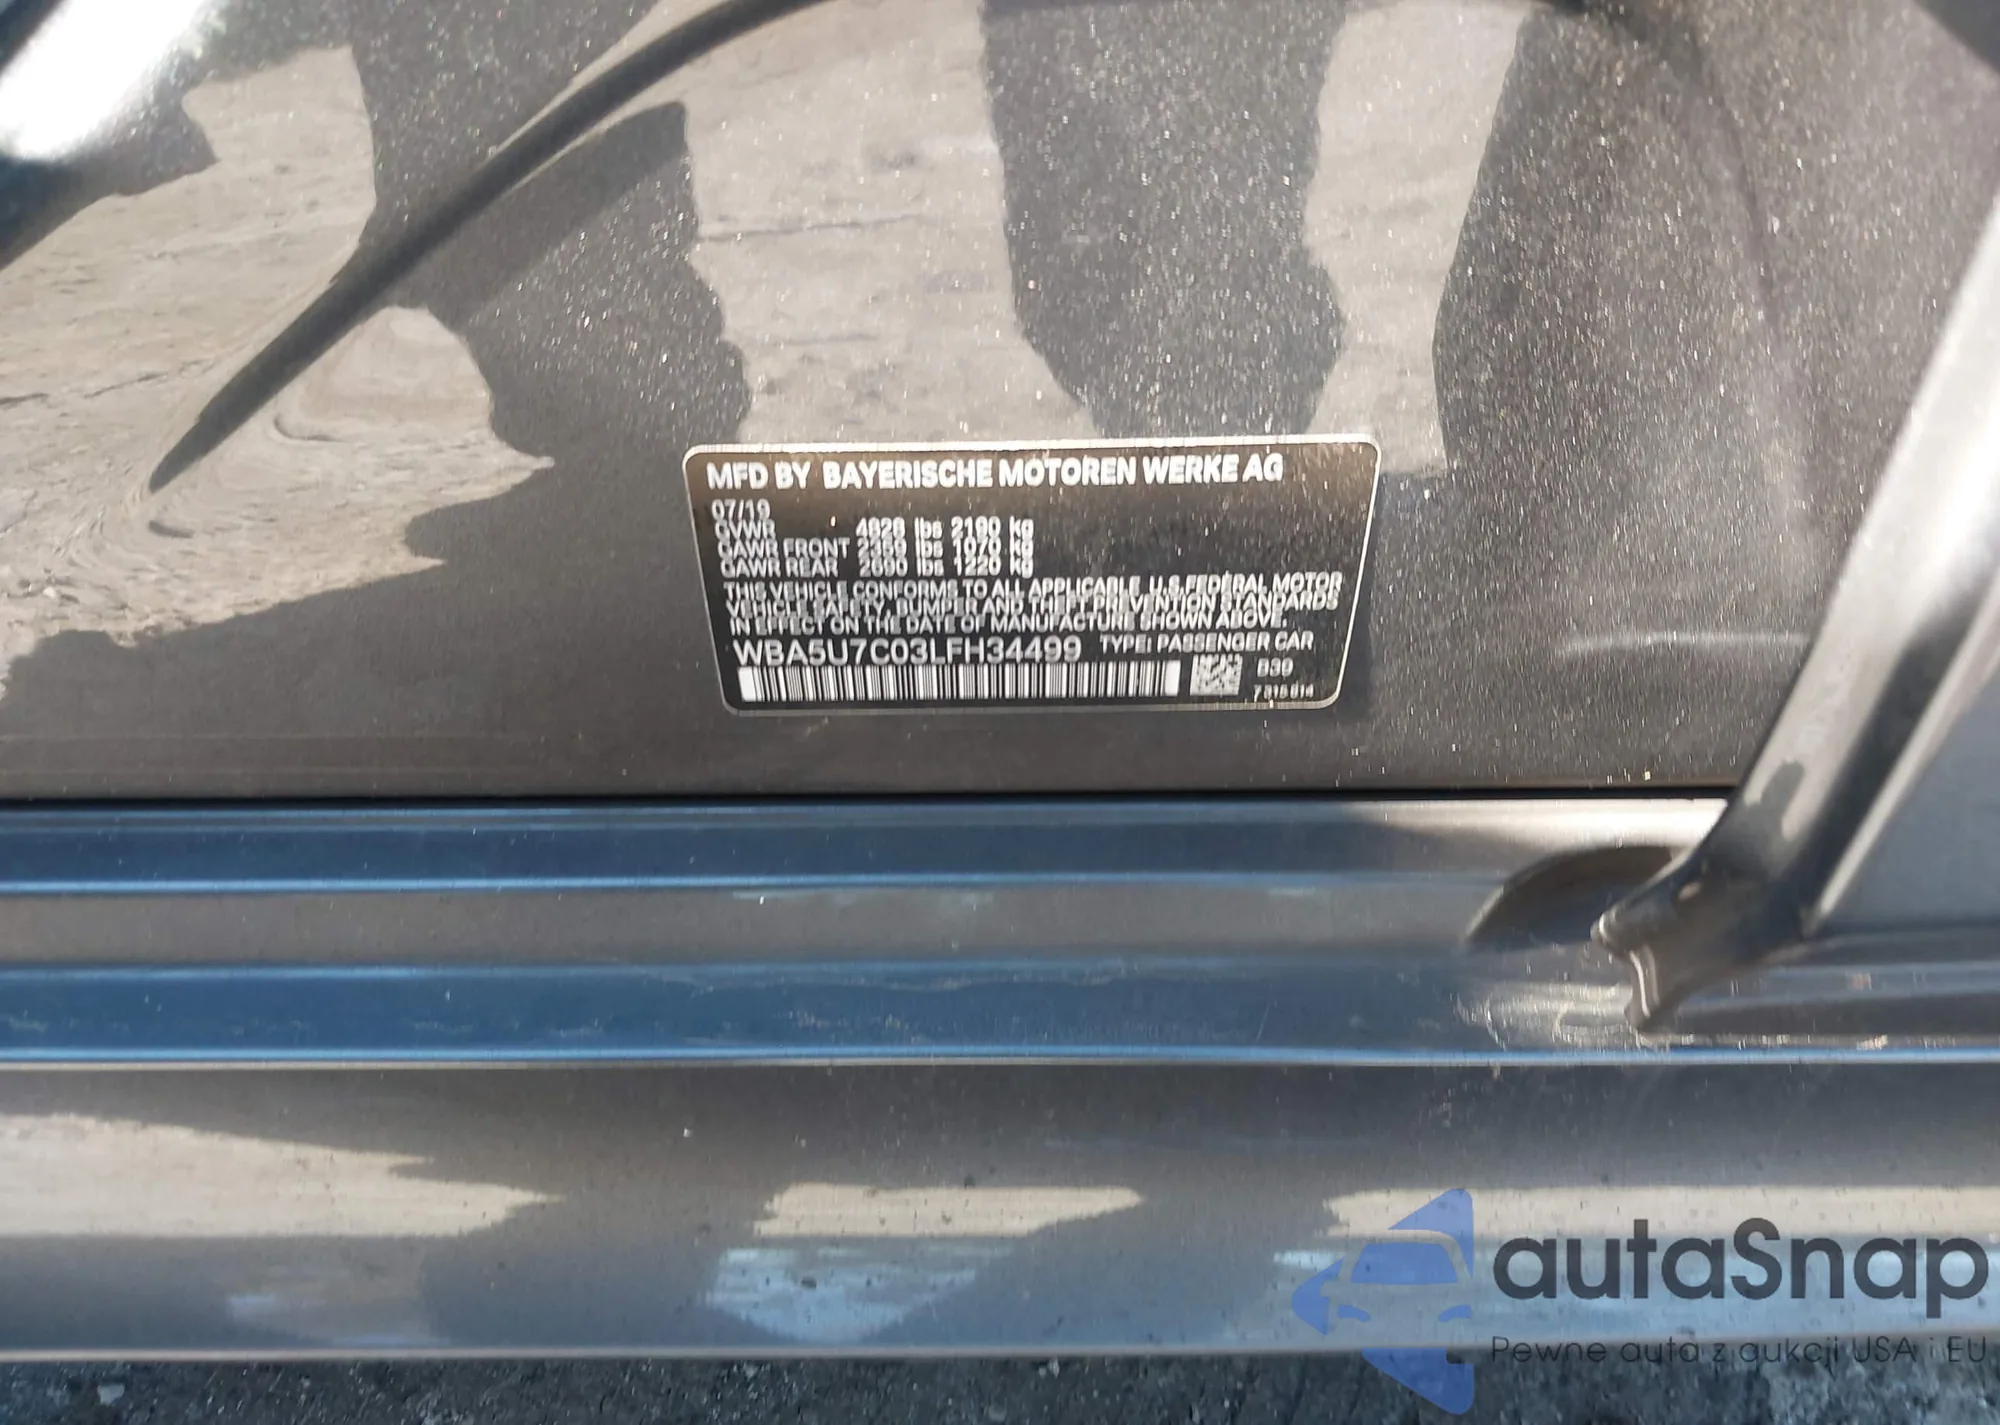 MFD BY BAYERISCHE MOTOREN WERKE AG
07/19
GVWR 4828 lbs 2190 kg
GAWR FRONT 2359 lbs 1070 kg
GAWR REAR 2690 lbs 1220 kg
THIS VEHICLE CONFORMS TO ALL APPLICABLE U.S. FEDERAL MOTOR
VEHICLE SAFETY, BUMPER AND THEFT PREVENTION STANDARDS
IN EFFECT ON THE DATE OF MANUFACTURE SHOWN ABOVE.
WBA5U7C03LFH34499 TYPE: PASSENGER CAR
B39
autaSnap
Pewne auta z aukcji USA i EU